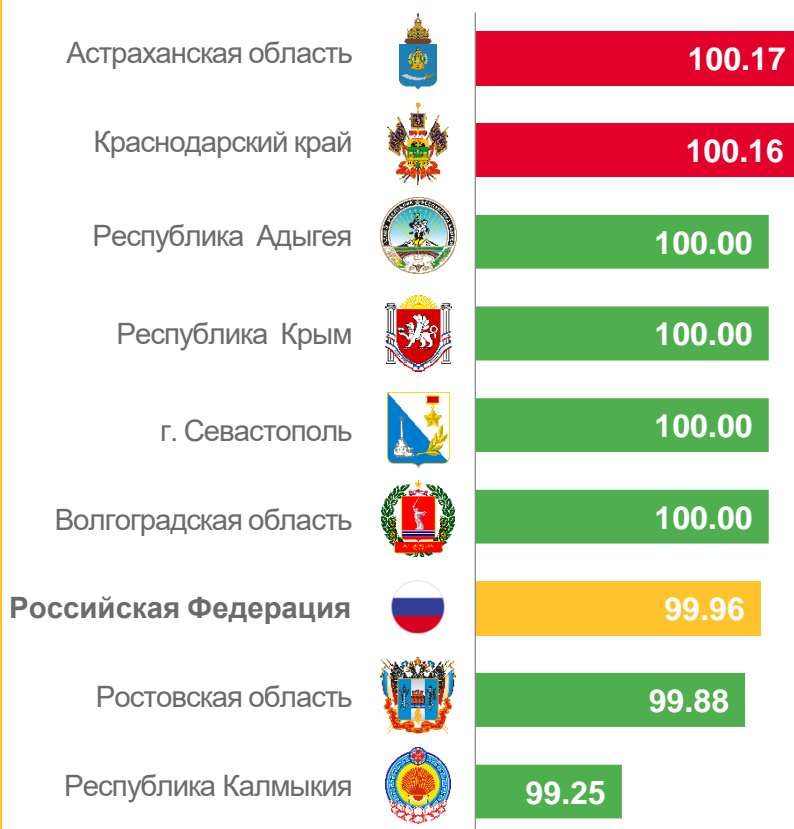 Астраханская область 100.17
Краснодарский край 100.16
Республика Адыгея 100.00
Республика Крым 100.00
г. Севастополь 100.00
Волгоградская область 100.00
Российская Федерация 99.96
Ростовская область 99.88
Республика Калмыкия 99.25